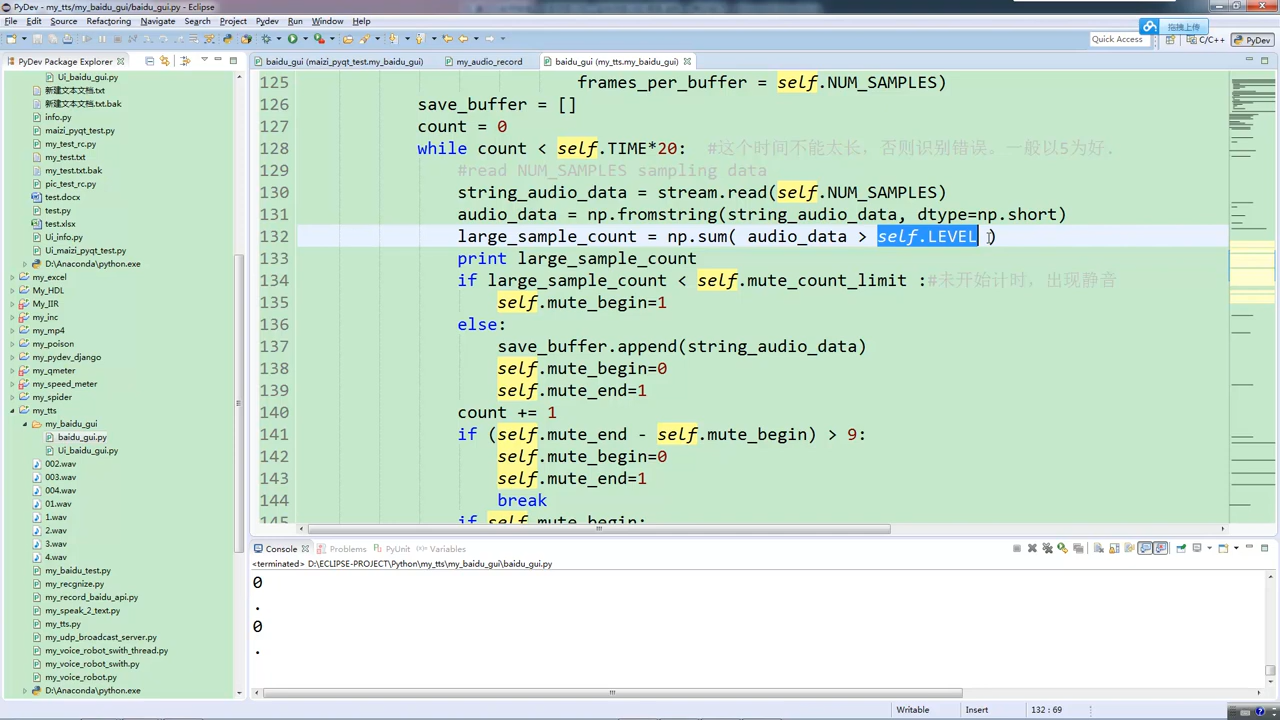 PyDev - my_tts/my_baidu_gui/baidu_gui.py - Eclipse
File Edit Source Refactoring Navigate Search Project Pydev Run Window Help
拖拽上传
Quick Access
C/C++
PyDev
PyDev Package Explorer
baidu_gui (maizi_pyqt_test.my_baidu_gui)
my_audio_record
baidu_gui (my_tts.my_baidu_gui)
Ui_baidu_gui.py
新建文本文档.txt
新建文本文档.txt.bak
info.py
maizi_pyqt_test.py
my_test_rc.py
my_test.txt
my_test.txt.bak
pic_test_rc.py
test.docx
test.py
test.xlsx
Ui_info.py
Ui_maizi_pyqt_test.py
D:\Anaconda\python.exe
my_excel
My_HDL
My_IIR
my_inc
my_mp4
my_poison
my_pydev_django
my_qmeter
my_speed_meter
my_spider
my_tts
my_baidu_gui
baidu_gui.py
Ui_baidu_gui.py
002.wav
003.wav
004.wav
01.wav
1.wav
2.wav
3.wav
4.wav
my_baidu_test.py
my_recgnize.py
my_record_baidu_api.py
my_speak_2_text.py
my_tts.py
my_udp_broadcast_server.py
my_voice_robot_swith_thread.py
my_voice_robot_swith.py
my_voice_robot.py
D:\Anaconda\python.exe
125 frames_per_buffer = self.NUM_SAMPLES)
126 save_buffer = []
127 count = 0
128 while count < self.TIME*20: #这个时间不能太长，否则识别错误。一般以5为好.
129 #read NUM_SAMPLES sampling data
130 string_audio_data = stream.read(self.NUM_SAMPLES)
131 audio_data = np.fromstring(string_audio_data, dtype=np.short)
132 large_sample_count = np.sum( audio_data > self.LEVEL )
133 print large_sample_count
134 if large_sample_count < self.mute_count_limit :#未开始计时，出现静音
135 self.mute_begin=1
136 else:
137 save_buffer.append(string_audio_data)
138 self.mute_begin=0
139 self.mute_end=1
140 count += 1
141 if (self.mute_end - self.mute_begin) > 9:
142 self.mute_begin=0
143 self.mute_end=1
144 break
145 if self.mute_begin:
Console Problems PyUnit Variables
<terminated> D:\ECLIPSE-PROJECT\Python\my_tts\my_baidu_gui\baidu_gui.py
0
.
0
.
Writable Insert 132 : 69